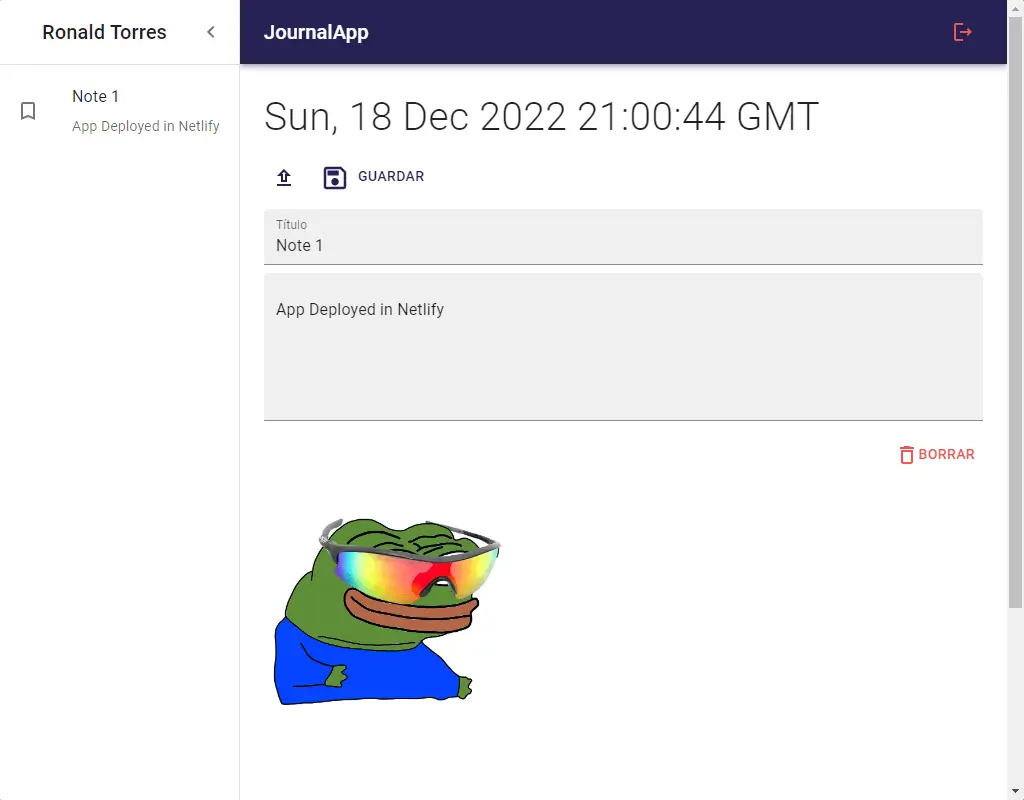 Ronald Torres
JournalApp
Note 1
App Deployed in Netlify
Sun, 18 Dec 2022 21:00:44 GMT
GUARDAR
Título
Note 1
App Deployed in Netlify
BORRAR